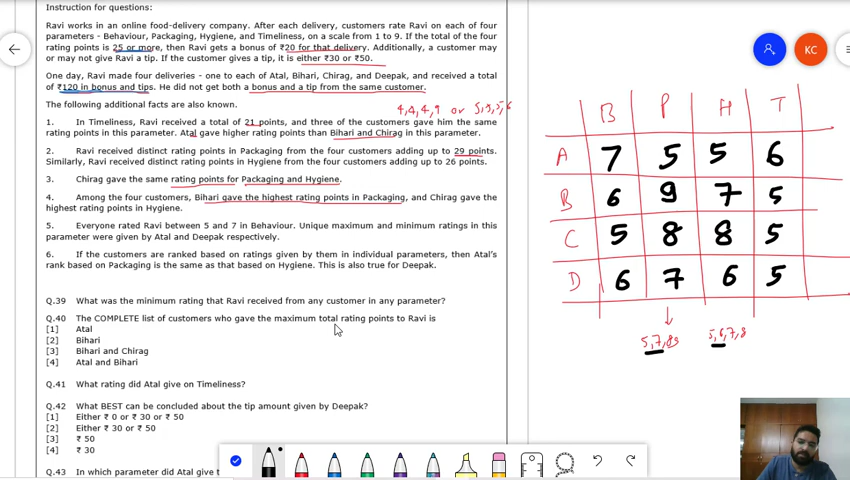 Instruction for questions:
Ravi works in an online food-delivery company. After each delivery, customers rate Ravi on each of four
parameters - Behaviour, Packaging, Hygiene, and Timeliness, on a scale from 1 to 9. If the total of the four
rating points is 25 or more, then Ravi gets a bonus of ₹20 for that delivery. Additionally, a customer may
or may not give Ravi a tip. If the customer gives a tip, it is either ₹30 or ₹50.
One day, Ravi made four deliveries - one to each of Atal, Bihari, Chirag, and Deepak, and received a total
of ₹120 in bonus and tips. He did not get both a bonus and a tip from the same customer.
The following additional facts are also known.
4,4,4,9 or 5,5,5,6
1. In Timeliness, Ravi received a total of 21 points, and three of the customers gave him the same
rating points in this parameter. Atal gave higher rating points than Bihari and Chirag in this parameter.
2. Ravi received distinct rating points in Packaging from the four customers adding up to 29 points.
Similarly, Ravi received distinct rating points in Hygiene from the four customers adding up to 26 points.
3. Chirag gave the same rating points for Packaging and Hygiene.
4. Among the four customers, Bihari gave the highest rating points in Packaging, and Chirag gave the
highest rating points in Hygiene.
5. Everyone rated Ravi between 5 and 7 in Behaviour. Unique maximum and minimum ratings in this
parameter were given by Atal and Deepak respectively.
6. If the customers are ranked based on ratings given by them in individual parameters, then Atal's
rank based on Packaging is the same as that based on Hygiene. This is also true for Deepak.
Q.39 What was the minimum rating that Ravi received from any customer in any parameter?
Q.40 The COMPLETE list of customers who gave the maximum total rating points to Ravi is
[1] Atal
[2] Bihari
[3] Bihari and Chirag
[4] Atal and Bihari
Q.41 What rating did Atal give on Timeliness?
Q.42 What BEST can be concluded about the tip amount given by Deepak?
[1] Either ₹ 0 or ₹ 30 or ₹ 50
[2] Either ₹ 30 or ₹ 50
[3] ₹ 50
[4] ₹ 30
Q.43 In which parameter did Atal give t
KC
B P H T
A 7 5 5 6
B 6 9 7 5
C 5 8 8 5
D 6 7 6 5
5,7,89 5,6,7,8